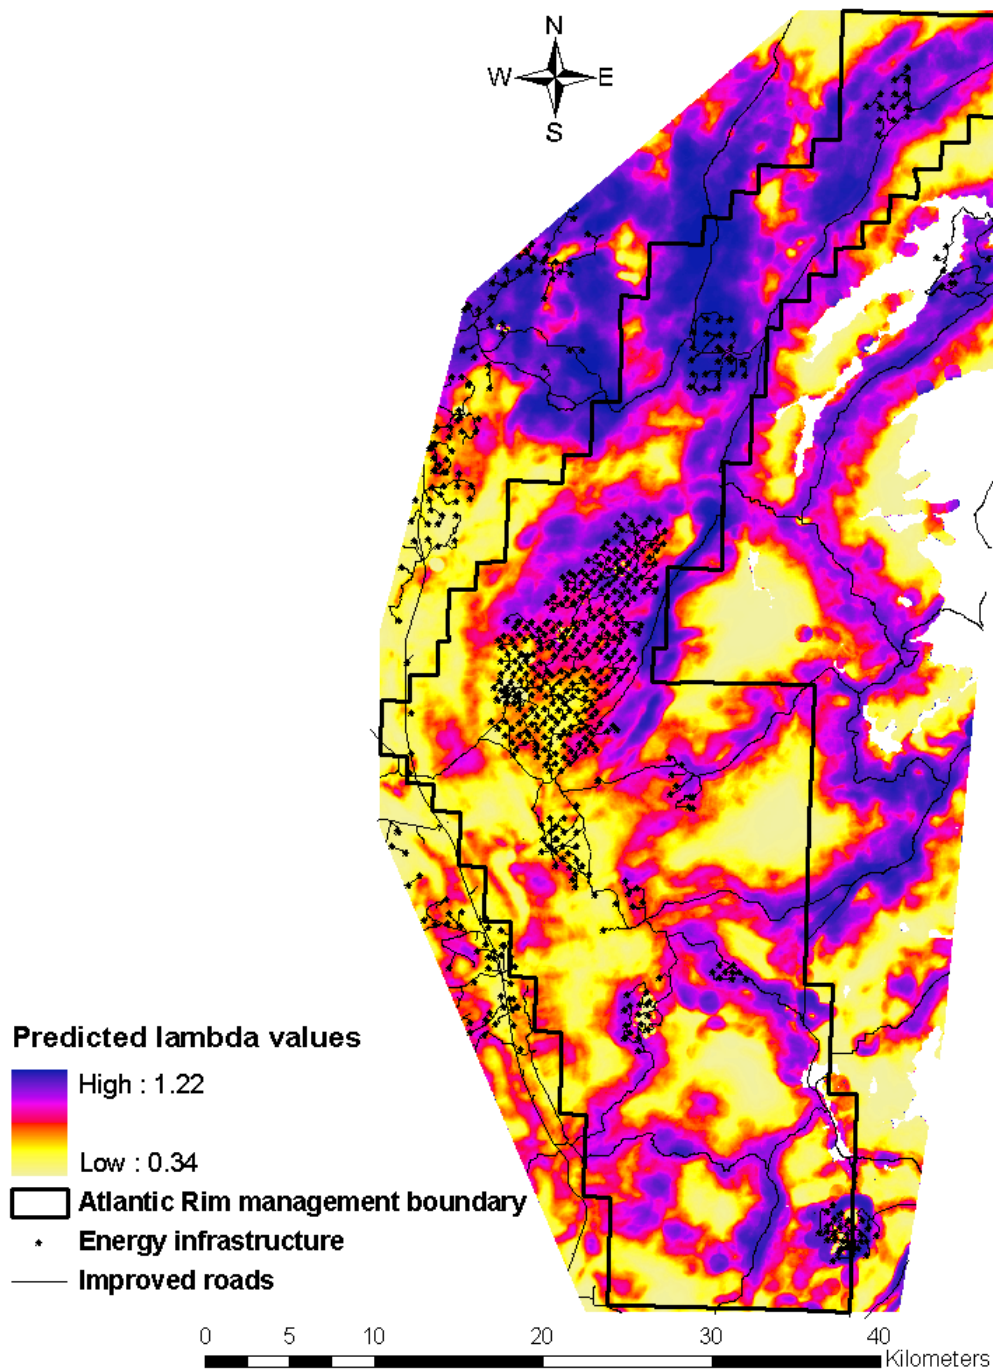 N
W E
S
Predicted lambda values
High : 1.22
Low : 0.34
Atlantic Rim management boundary
Energy infrastructure
Improved roads
0 5 10 20 30 40
Kilometers